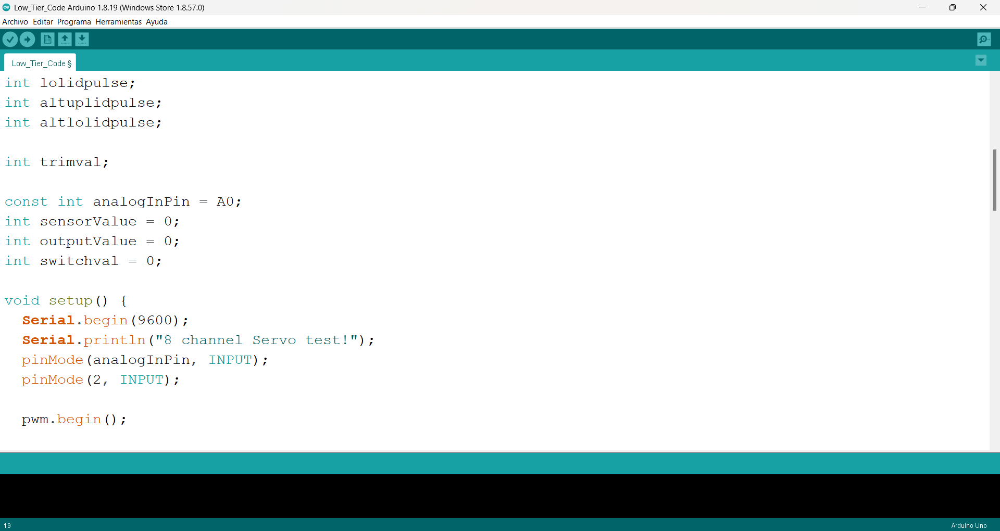 Low_Tier_Code Arduino 1.8.19 (Windows Store 1.8.57.0)
Archivo Editar Programa Herramientas Ayuda
Low_Tier_Code §
int lolidpulse;
int altuplidpulse;
int altlolidpulse;
int trimval;
const int analogInPin = A0;
int sensorValue = 0;
int outputValue = 0;
int switchval = 0;
void setup() {
  Serial.begin(9600);
  Serial.println("8 channel Servo test!");
  pinMode(analogInPin, INPUT);
  pinMode(2, INPUT);
  pwm.begin();
19
Arduino Uno